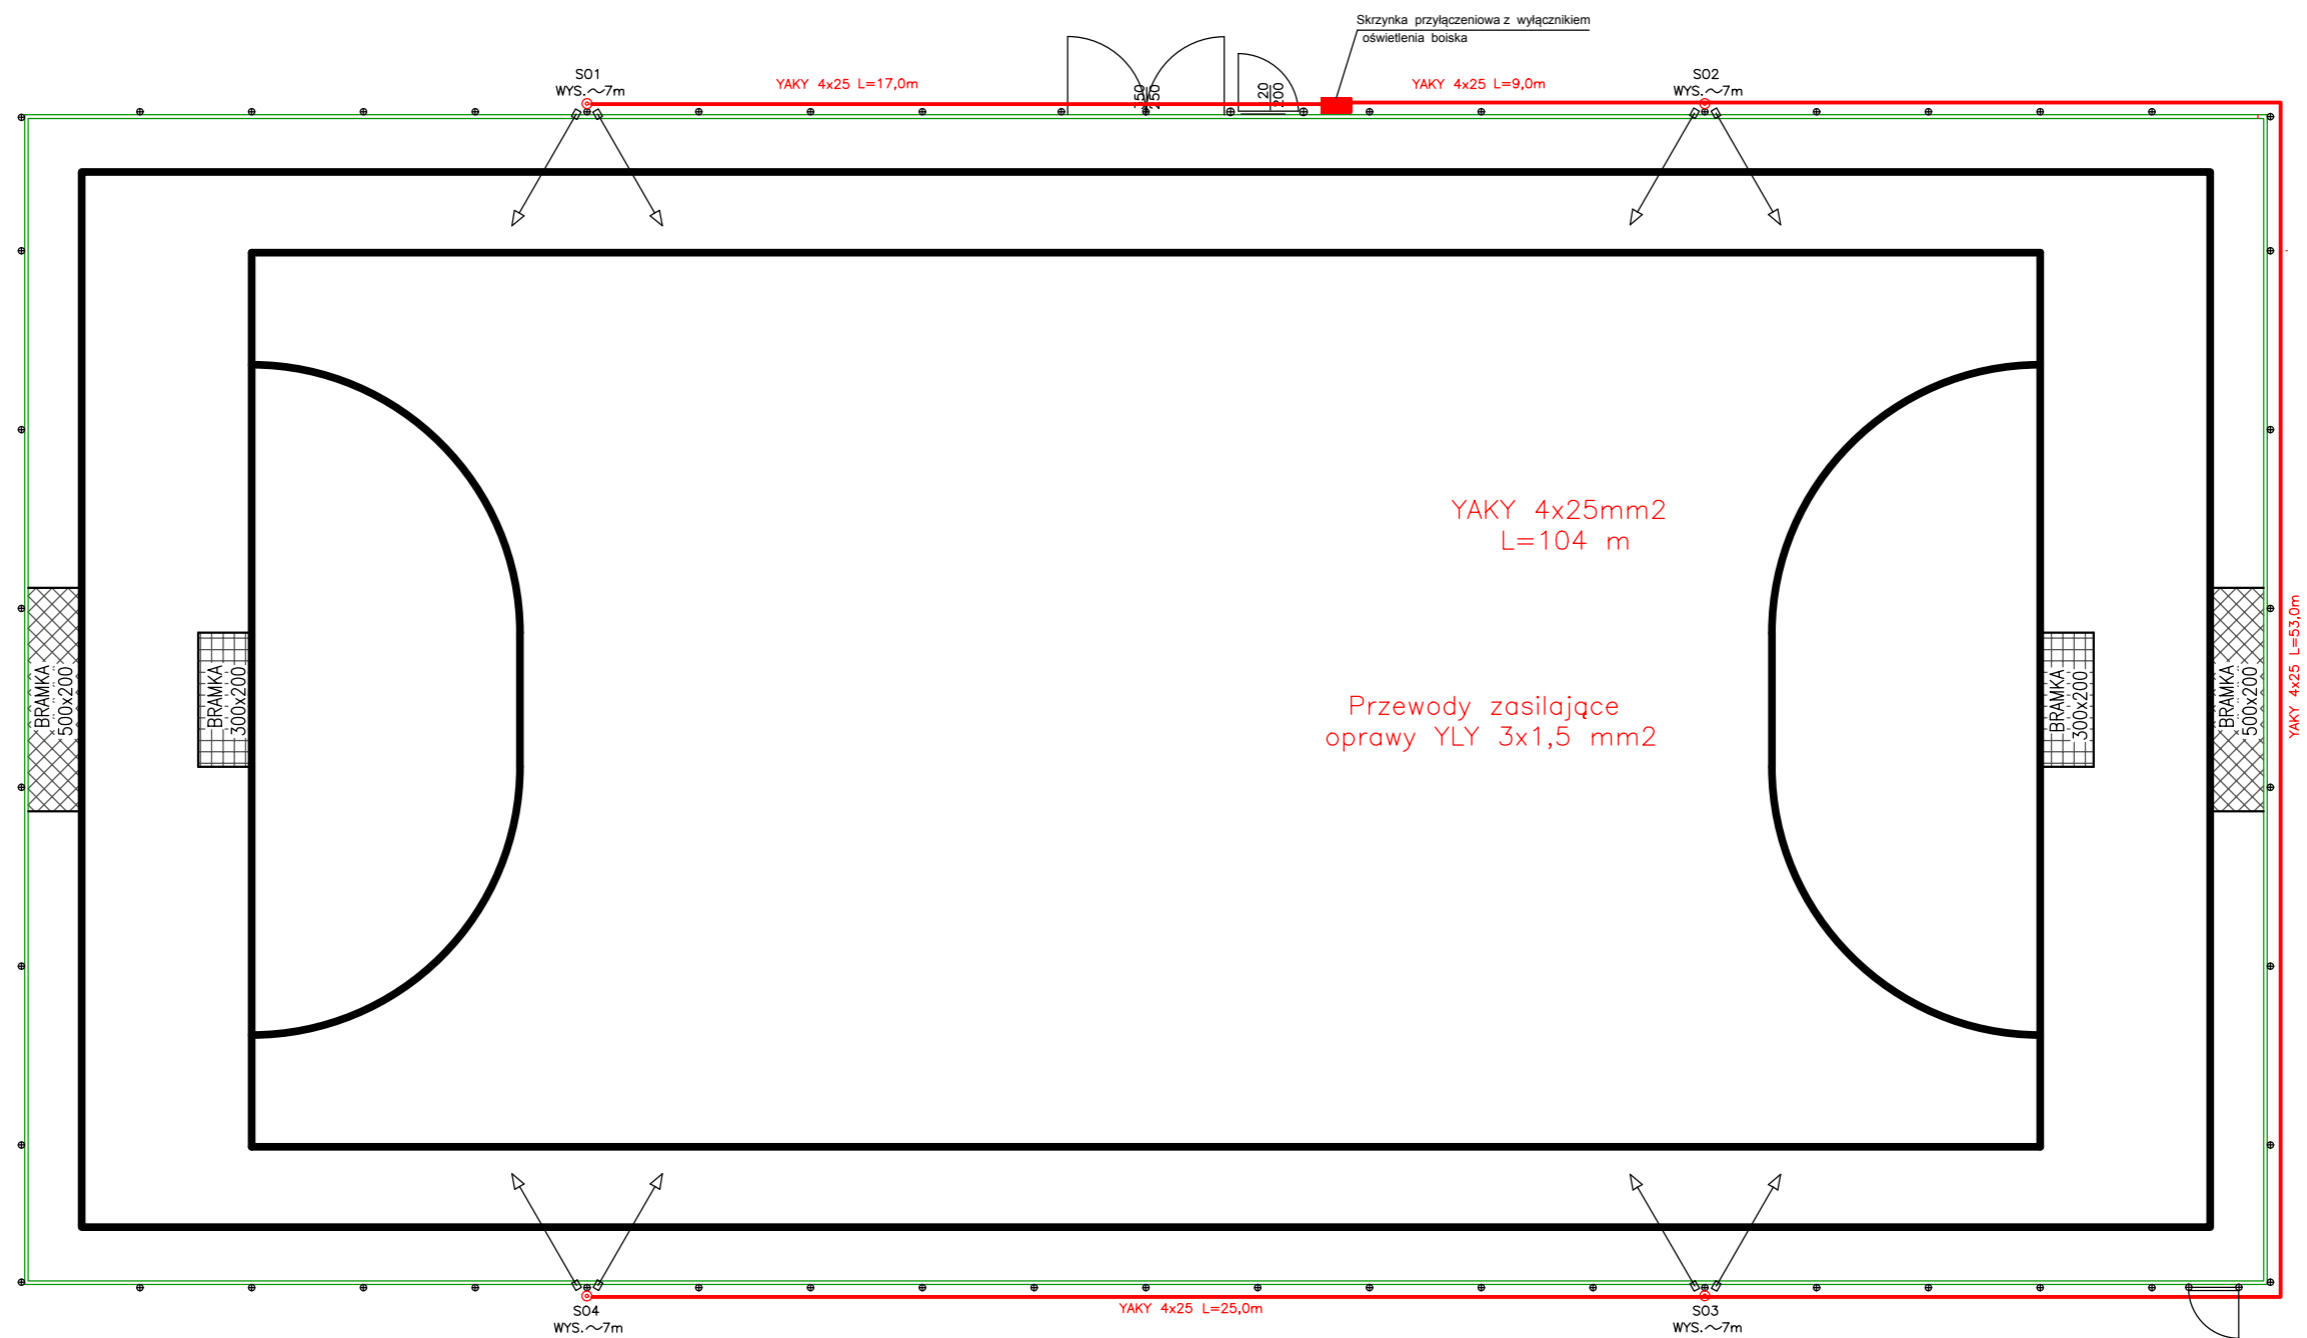 Skrzynka przyłączeniowa z wyłącznikiem
oświetlenia boiska
S01
WYS.~7m
YAKY 4x25 L=17,0m
150
250
120
200
YAKY 4x25 L=9,0m
S02
WYS.~7m
YAKY 4x25mm2
L=104 m
Przewody zasilające
oprawy YLY 3x1,5 mm2
BRAMKA
500x200
BRAMKA
300x200
BRAMKA
300x200
BRAMKA
500x200
YAKY 4x25 L=53,0m
S04
WYS.~7m
YAKY 4x25 L=25,0m
S03
WYS.~7m